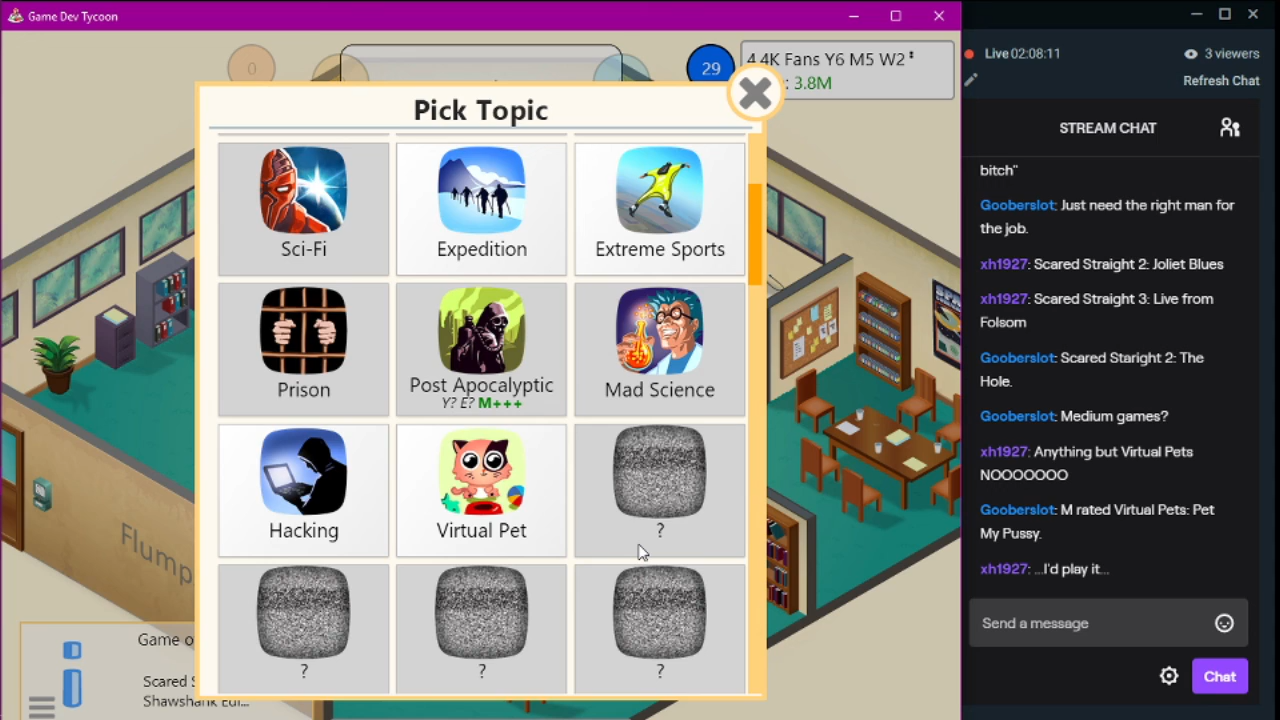 Game Dev Tycoon
0
29
4.4K Fans Y6 M5 W2
: 3.8M
Pick Topic
Sci-Fi
Expedition
Extreme Sports
Prison
Post Apocalyptic
Y? E? M+++
Mad Science
Hacking
Virtual Pet
?
?
?
?
Flump
Game o
Scared S
Shawshank Edi...
Live 02:08:11
3 viewers
Refresh Chat
STREAM CHAT
bitch"
Gooberslot: Just need the right man for
the job.
xh1927: Scared Straight 2: Joliet Blues
xh1927: Scared Straight 3: Live from
Folsom
Gooberslot: Scared Staright 2: The
Hole.
Gooberslot: Medium games?
xh1927: Anything but Virtual Pets
NOOOOOOO
Gooberslot: M rated Virtual Pets: Pet
My Pussy.
xh1927: ...I'd play it...
Send a message
Chat